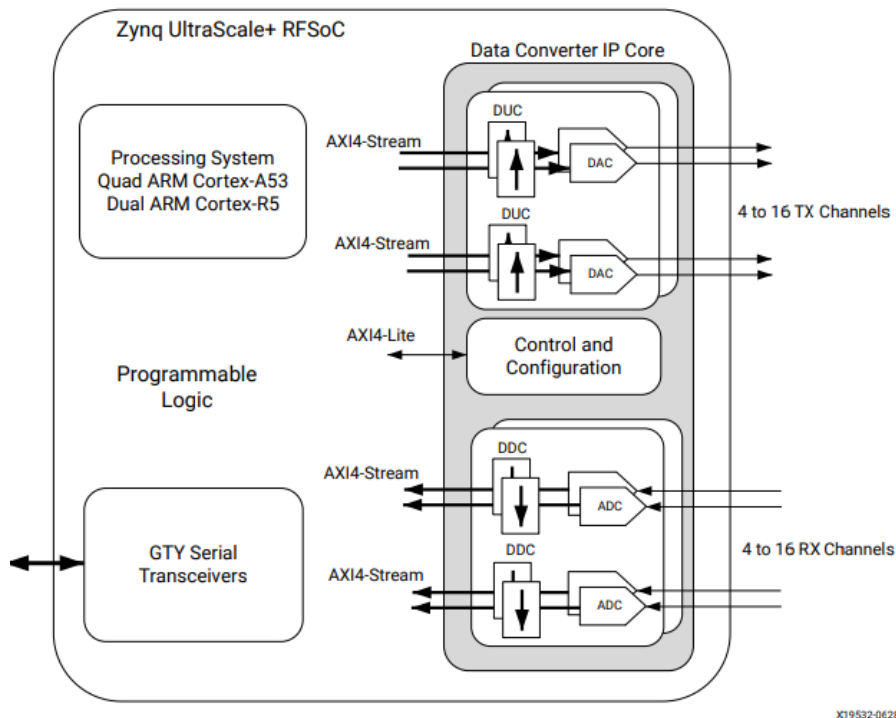 Zynq UltraScale+ RFSoC
Data Converter IP Core
Processing System
Quad ARM Cortex-A53
Dual ARM Cortex-R5
AXI4-Stream
DUC
DAC
4 to 16 TX Channels
AXI4-Stream
DUC
DAC
AXI4-Lite
Control and
Configuration
Programmable
Logic
AXI4-Stream
DDC
ADC
4 to 16 RX Channels
GTY Serial
Transceivers
AXI4-Stream
DDC
ADC